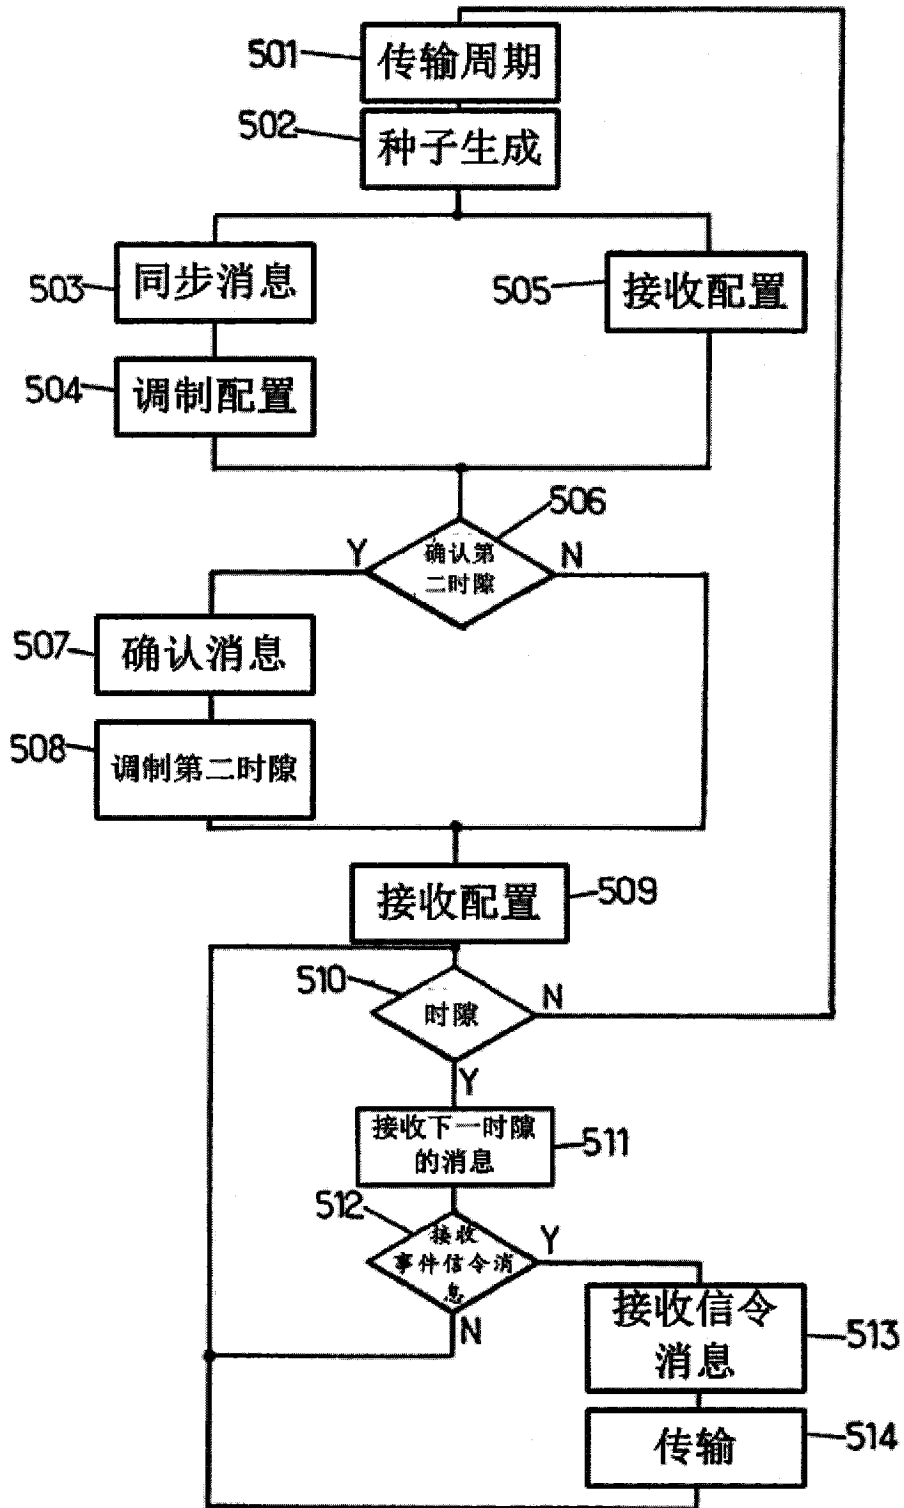 501
传输周期
502
种子生成
503
同步消息
505
接收配置
504
调制配置
506
Y
确认第
二时隙
N
507
确认消息
508
调制第二时隙
接收配置
509
510
时隙
N
Y
接收下一时隙
的消息
511
512
接收
事件信令消
息
Y
N
接收信令
消息
513
传输
514